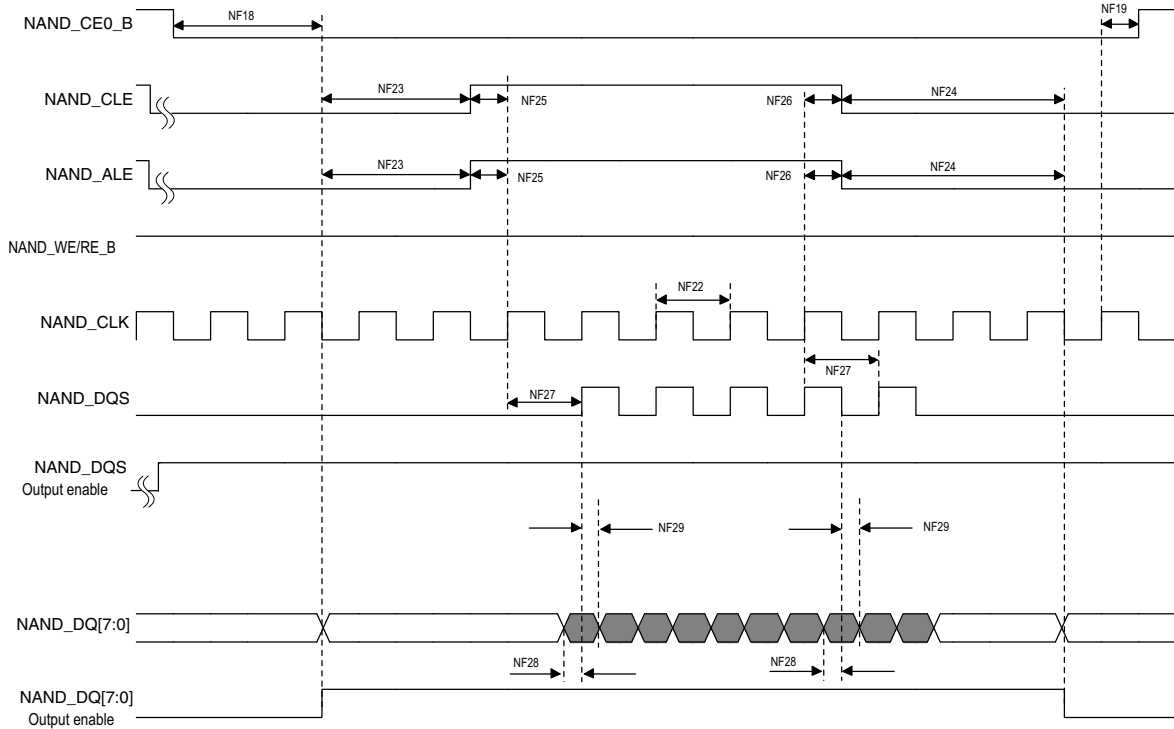 NAND_CE0_B
NF18
NF19
NAND_CLE
NF23
NF25
NF26
NF24
NAND_ALE
NF23
NF25
NF26
NF24
NAND_WE/RE_B
NF22
NAND_CLK
NF27
NF27
NAND_DQS
NAND_DQS
Output enable
NF29
NF29
NAND_DQ[7:0]
NF28
NF28
NAND_DQ[7:0]
Output enable